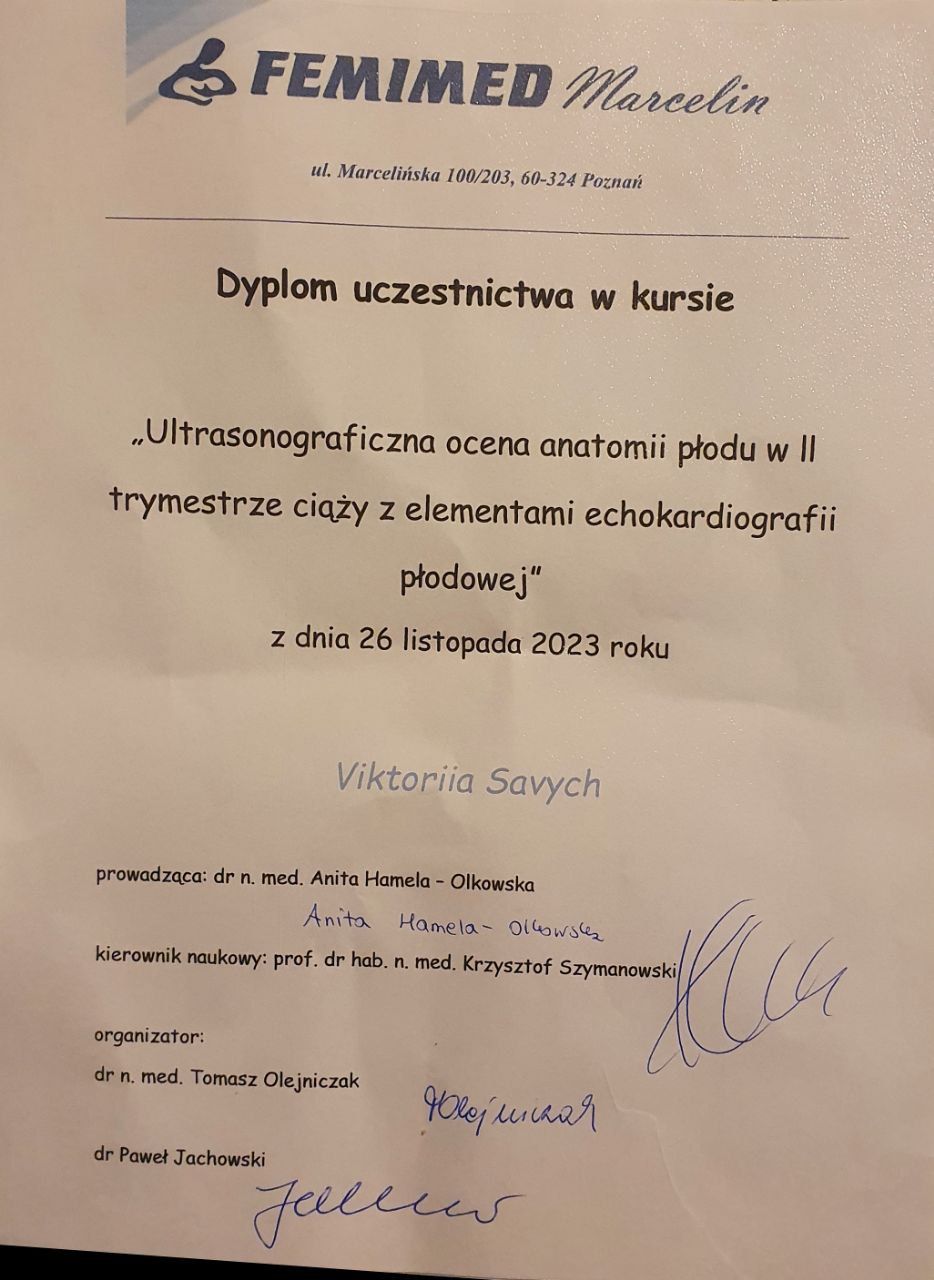 FEMIMED Marcelin
ul. Marcelińska 100/203, 60-324 Poznań
Dyplom uczestnictwa w kursie
„Ultrasonograficzna ocena anatomii płodu w II
trymestrze ciąży z elementami echokardiografii
płodowej"
z dnia 26 listopada 2023 roku
Viktoriia Savych
prowadząca: dr n. med. Anita Hamela - Olkowska
Anita Hamela - Olkowska
kierownik naukowy: prof. dr hab. n. med. Krzysztof Szymanowski
organizator:
dr n. med. Tomasz Olejniczak
TOlejniczak
dr Paweł Jachowski